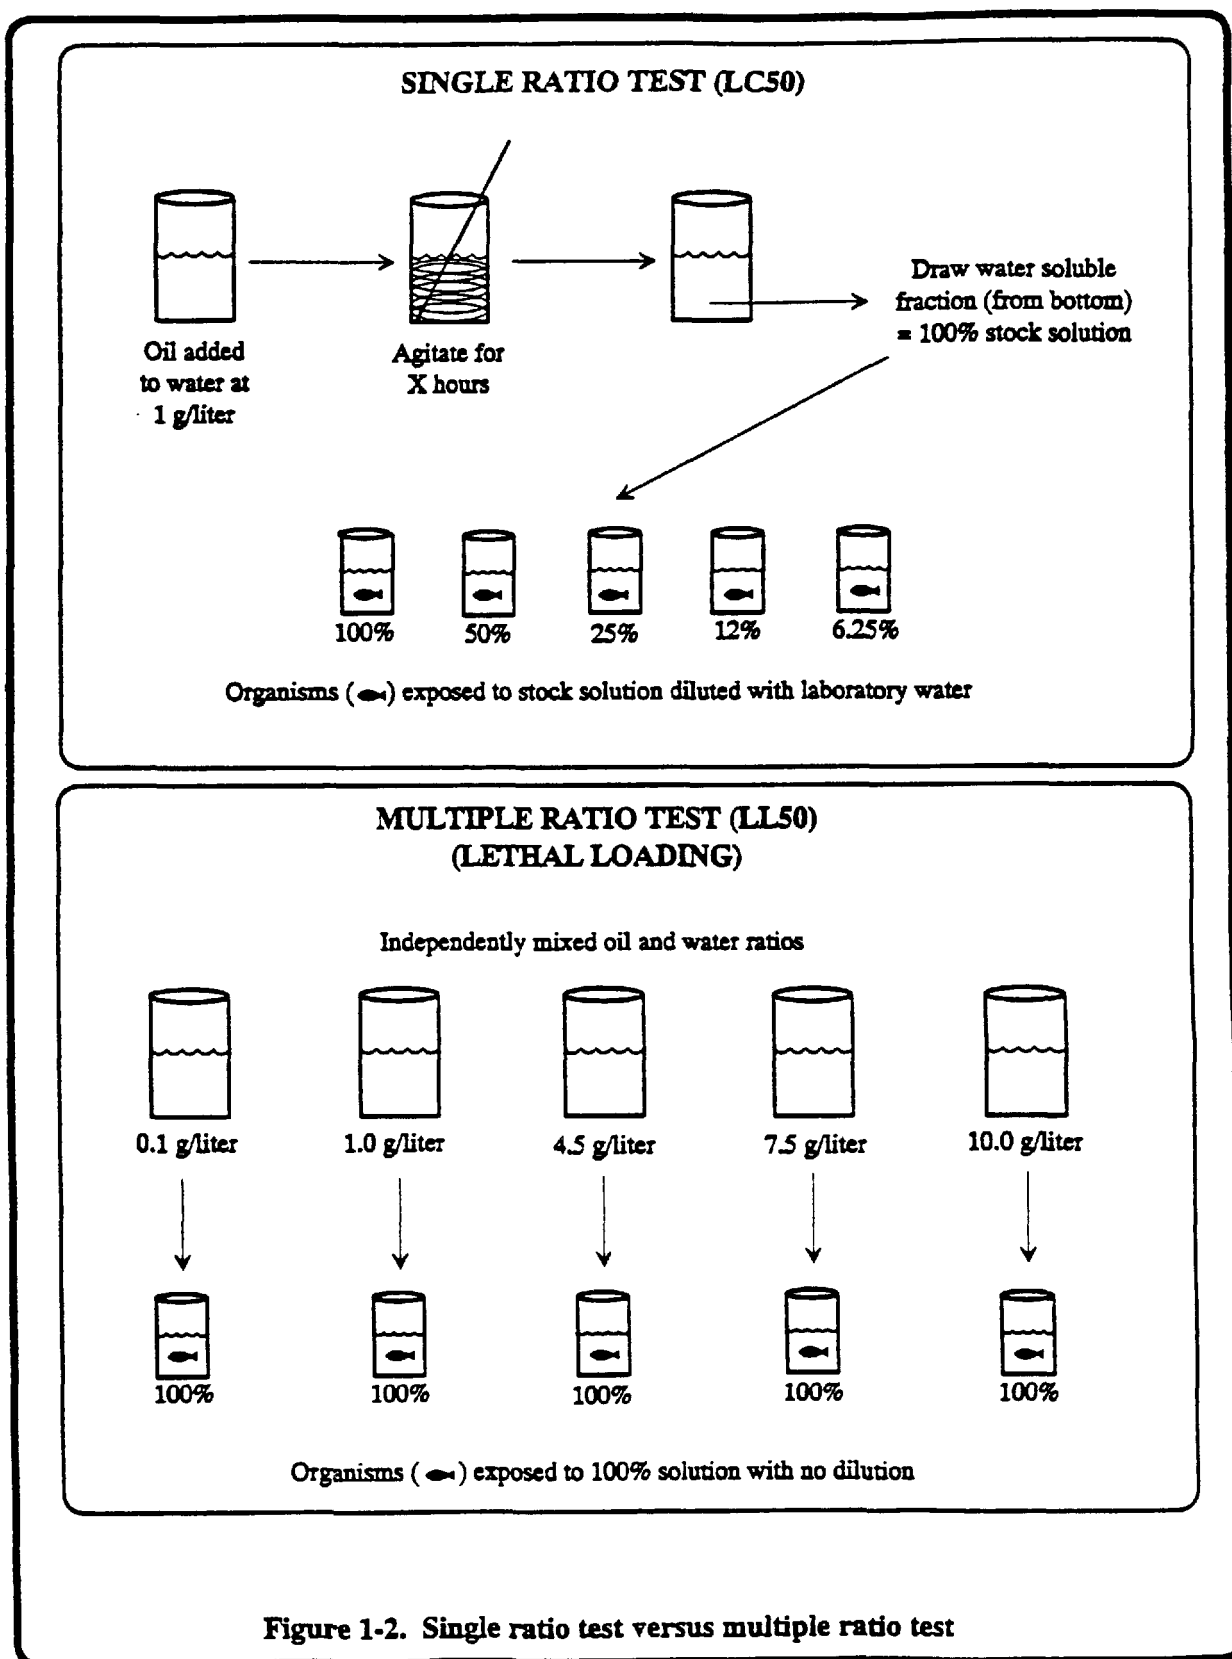 SINGLE RATIO TEST (LC50)
Oil added
to water at
1 g/liter
Agitate for
X hours
Draw water soluble
fraction (from bottom)
= 100% stock solution
100% 50% 25% 12% 6.25%
Organisms ( ) exposed to stock solution diluted with laboratory water
MULTIPLE RATIO TEST (LL50)
(LETHAL LOADING)
Independently mixed oil and water ratios
0.1 g/liter 1.0 g/liter 4.5 g/liter 7.5 g/liter 10.0 g/liter
100% 100% 100% 100% 100%
Organisms ( ) exposed to 100% solution with no dilution
Figure 1-2. Single ratio test versus multiple ratio test